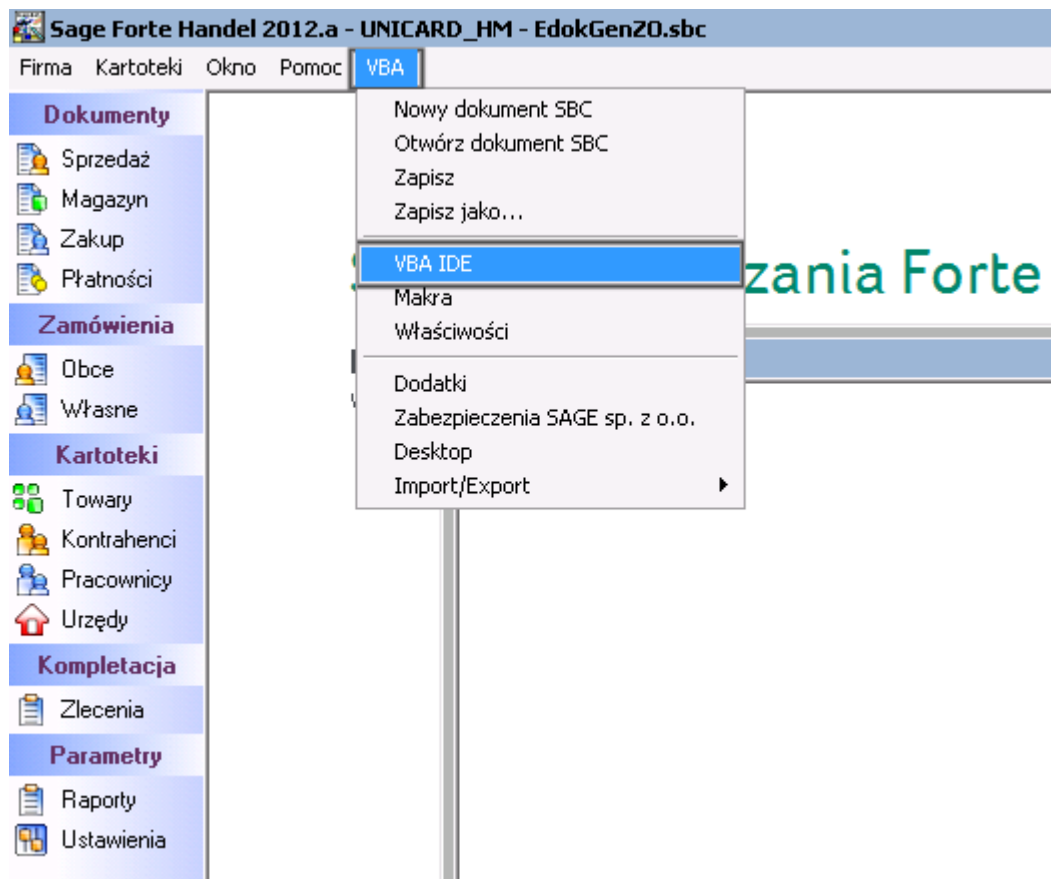 Sage Forte Handel 2012.a - UNICARD_HM - EdokGenZO.sbc
Firma Kartoteki Okno Pomoc VBA
Dokumenty
Sprzedaż
Magazyn
Zakup
Płatności
Zamówienia
Obce
Własne
Kartoteki
Towary
Kontrahenci
Pracownicy
Urzędy
Kompletacja
Zlecenia
Parametry
Raporty
Ustawienia
Nowy dokument SBC
Otwórz dokument SBC
Zapisz
Zapisz jako...
VBA IDE
Makra
Właściwości
Dodatki
Zabezpieczenia SAGE sp. z o.o.
Desktop
Import/Export
zania Forte